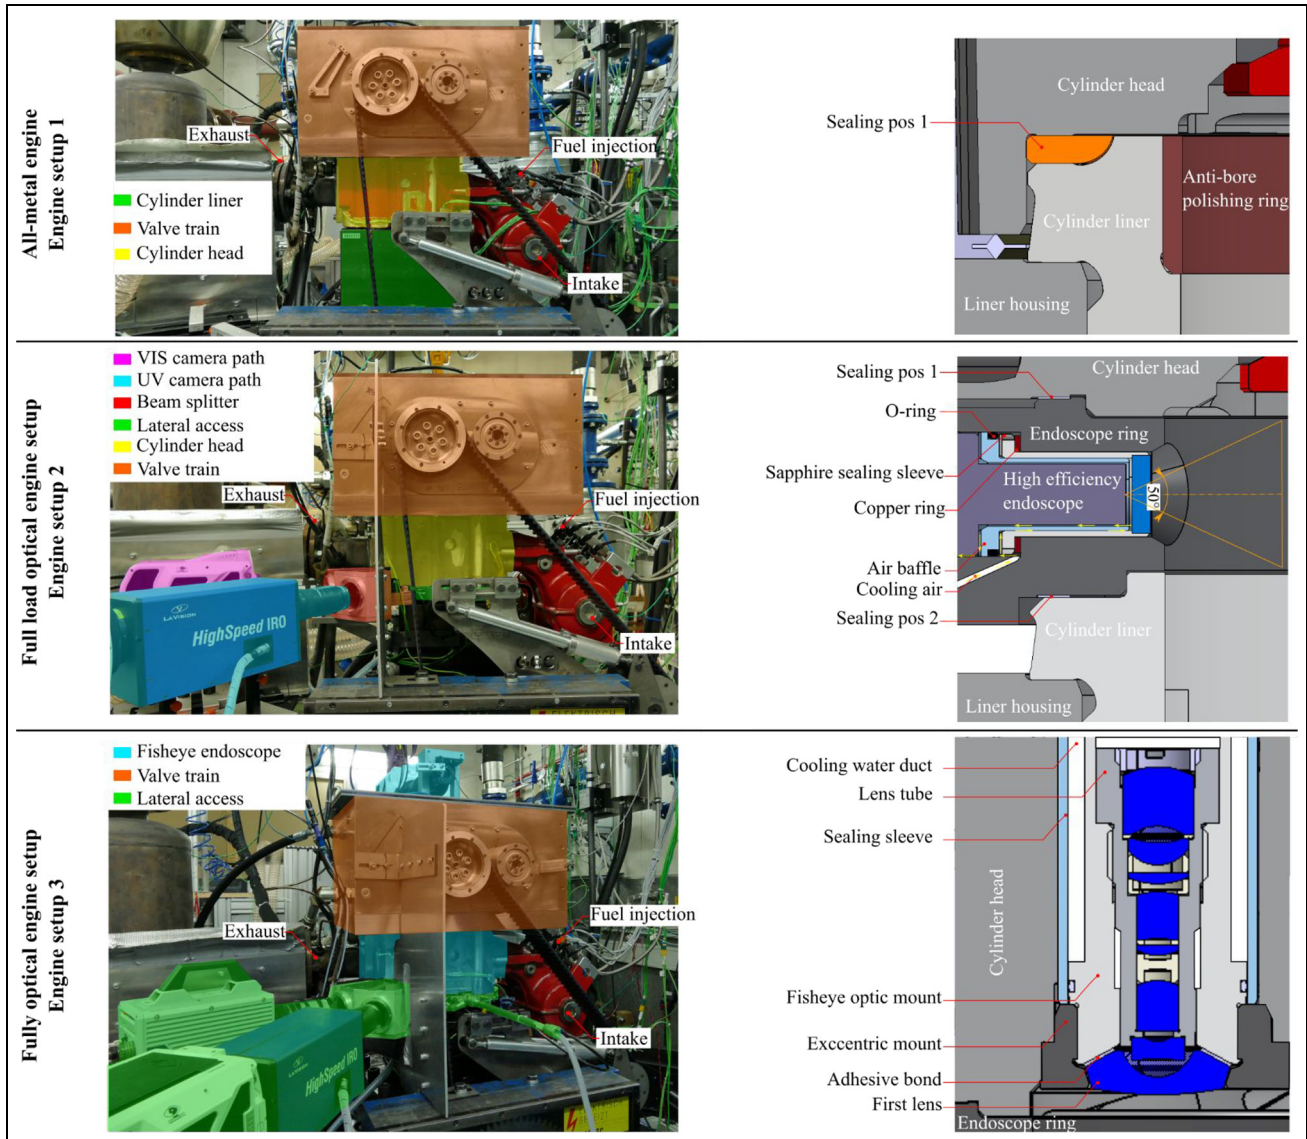 All-metal engine
Engine setup 1
Exhaust
Fuel injection
Cylinder liner
Valve train
Cylinder head
Intake
Cylinder head
Sealing pos 1
Anti-bore
polishing ring
Cylinder liner
Liner housing
Full load optical engine setup
Engine setup 2
VIS camera path
UV camera path
Beam splitter
Lateral access
Cylinder head
Valve train
Exhaust
Fuel injection
LAVISION
HighSpeed IRO
Intake
ELEKTRISCH
Sealing pos 1
Cylinder head
O-ring
Endoscope ring
Sapphire sealing sleeve
High efficiency
endoscope
50°
Copper ring
Air baffle
Cooling air
Sealing pos 2
Cylinder liner
Liner housing
Fully optical engine setup
Engine setup 3
Fisheye endoscope
Valve train
Lateral access
Fuel injection
Exhaust
LAVISION
HighSpeed IRO
Intake
Cooling water duct
Lens tube
Sealing sleeve
Cylinder head
Fisheye optic mount
Exccentric mount
Adhesive bond
First lens
Endoscope ring